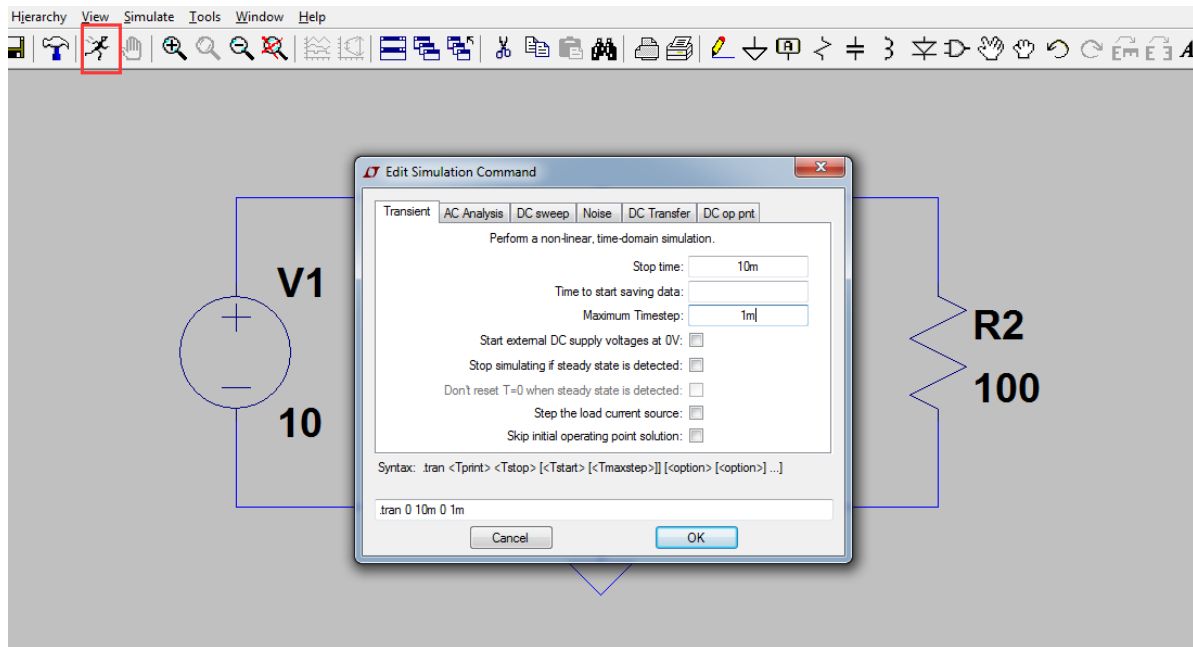 Hierarchy View Simulate Tools Window Help
Edit Simulation Command
Transient AC Analysis DC sweep Noise DC Transfer DC op pnt
Perform a non-linear, time-domain simulation.
Stop time: 10m
Time to start saving data:
Maximum Timestep: 1m
Start external DC supply voltages at 0V:
Stop simulating if steady state is detected:
Don't reset T=0 when steady state is detected:
Step the load current source:
Skip initial operating point solution:
Syntax: .tran <Tprint> <Tstop> [<Tstart> [<Tmaxstep>]] [<option> [<option>] ...]
.tran 0 10m 0 1m
Cancel OK
V1
10
R2
100